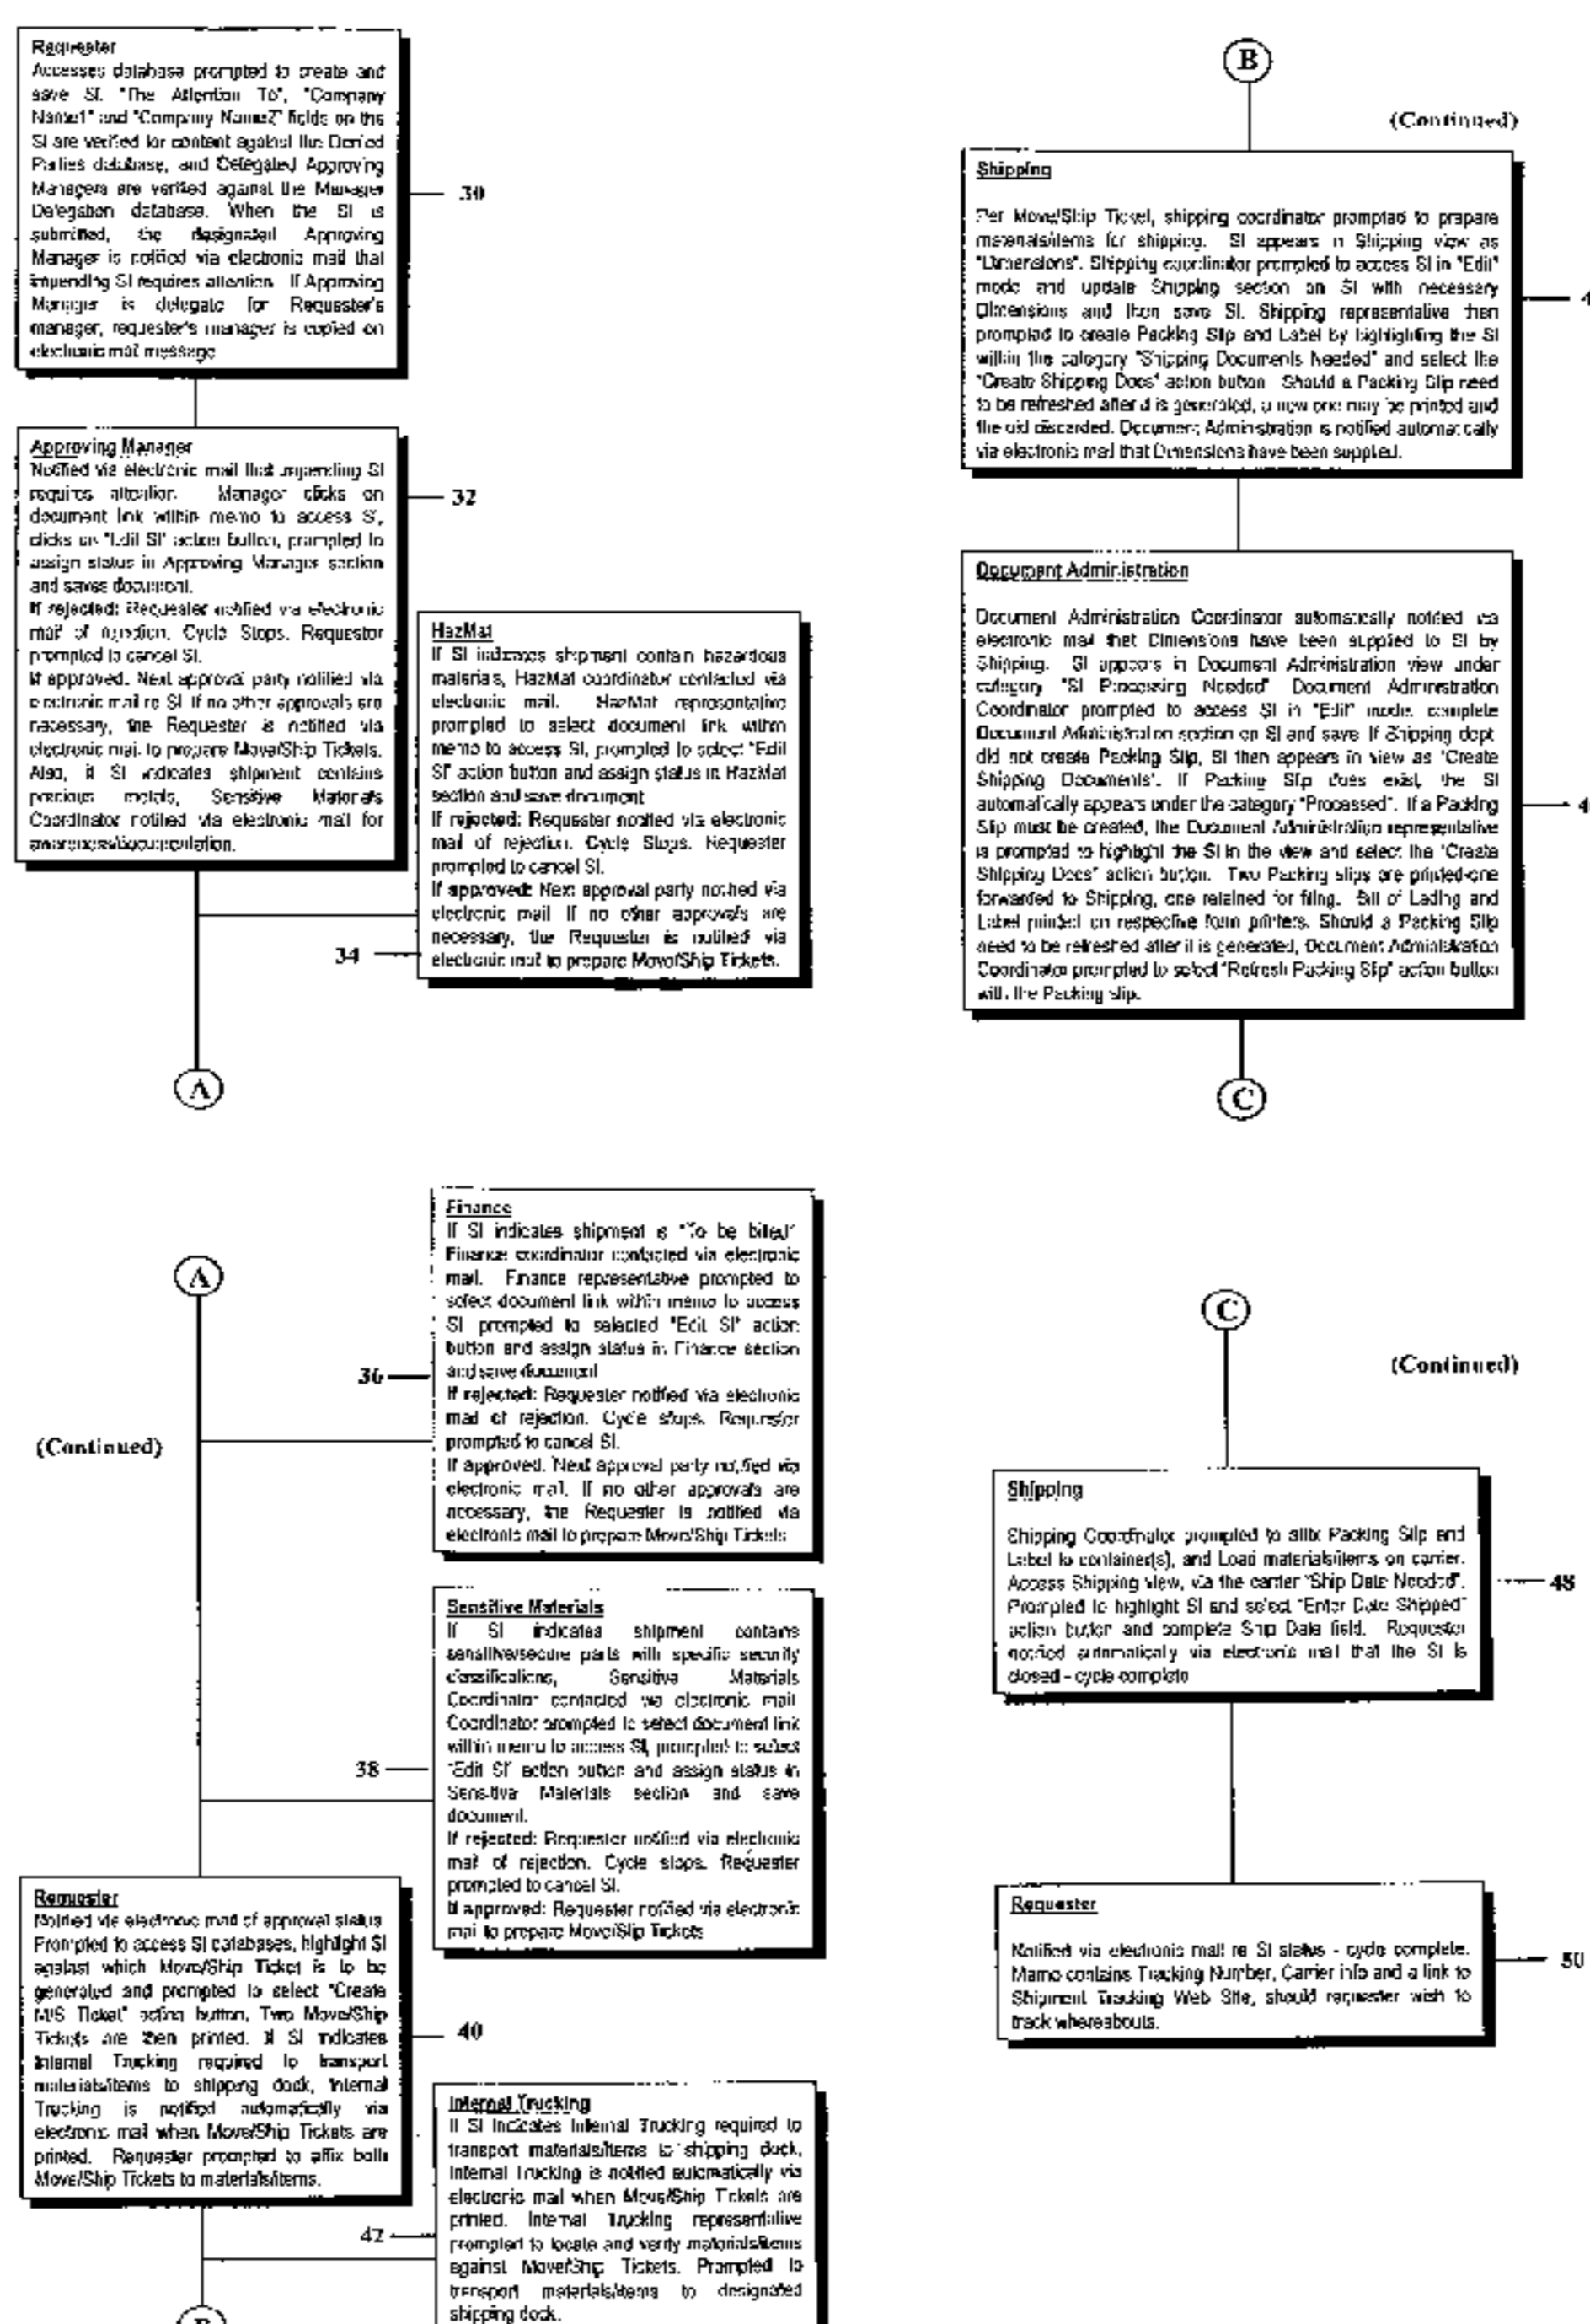 Requester
Accesses database prompted to create and
save SI. "The Attention To", "Company
Name1" and "Company Name2" fields on the
SI are verified for content against the Denied
Parties database, and Delegated Approving
Managers are verified against the Manager
Delegation database. When the SI is
submitted, the designated Approving
Manager is notified via electronic mail that
impending SI requires attention. If Approving
Manager is delegate for Requester's
manager, requester's manager is copied on
electronic mail message
30
Approving Manager
Notified via electronic mail that impending SI
requires attention. Manager clicks on
document link within memo to access SI,
clicks on "Edit SI" action button, prompted to
assign status in Approving Manager section
and saves document.
If rejected: Requester notified via electronic
mail of rejection. Cycle Stops. Requestor
prompted to cancel SI.
If approved. Next approval party notified via
electronic mail re SI. If no other approvals are
necessary, the Requester is notified via
electronic mail to prepare Move/Ship Tickets.
Also, if SI indicates shipment contains
precious metals, Sensitive Materials
Coordinator notified via electronic mail for
awareness/documentation.
32
HazMat
If SI indicates shipment contain hazardous
materials, HazMat coordinator contacted via
electronic mail. HazMat representative
prompted to select document link within
memo to access SI, prompted to select "Edit
SI" action button and assign status in HazMat
section and save document
If rejected: Requester notified via electronic
mail of rejection. Cycle Stops. Requester
prompted to cancel SI.
If approved: Next approval party notified via
electronic mail. If no other approvals are
necessary, the Requester is notified via
electronic mail to prepare Move/Ship Tickets.
34
A
A
(Continued)
Finance
If SI indicates shipment is "To be billed"
Finance coordinator contacted via electronic
mail. Finance representative prompted to
select document link within memo to access
SI prompted to selected "Edit SI" action
button and assign status in Finance section
and save document
If rejected: Requester notified via electronic
mail of rejection. Cycle stops. Requestor
prompted to cancel SI.
If approved. Next approval party notified via
electronic mail. If no other approvals are
necessary, the Requester is notified via
electronic mail to prepare Move/Ship Tickets
36
Sensitive Materials
If SI indicates shipment contains
sensitive/secure parts with specific security
classifications, Sensitive Materials
Coordinator contacted via electronic mail.
Coordinator prompted to select document link
within memo to access SI, prompted to select
"Edit SI" action button and assign status in
Sensitive Materials section and save
document.
If rejected: Requester notified via electronic
mail of rejection. Cycle stops. Requester
prompted to cancel SI.
If approved: Requester notified via electronic
mail to prepare Move/Slip Tickets
38
Requester
Notified via electronic mail of approval status.
Prompted to access SI databases, highlight SI
against which Move/Ship Ticket is to be
generated and prompted to select "Create
M/S Ticket" action button, Two Move/Ship
Tickets are then printed. If SI indicates
Internal Trucking required to transport
materials/items to shipping dock, Internal
Trucking is notified automatically via
electronic mail when Move/Ship Tickets are
printed. Requester prompted to affix both
Move/Ship Tickets to materials/items.
40
Internal Trucking
If SI indicates Internal Trucking required to
transport materials/items to shipping dock,
Internal Trucking is notified automatically via
electronic mail when Move/Ship Tickets are
printed. Internal Trucking representative
prompted to locate and verify materials/items
against Move/Ship Tickets. Prompted to
transport materials/items to designated
shipping dock.
42
B
(Continued)
Shipping
Per Move/Ship Ticket, shipping coordinator prompted to prepare
materials/items for shipping. SI appears in Shipping view as
"Dimensions". Shipping coordinator prompted to access SI in "Edit"
mode and update Shipping section on SI with necessary
Dimensions and then save SI. Shipping representative then
prompted to create Packing Slip and Label by highlighting the SI
within the category "Shipping Documents Needed" and select the
"Create Shipping Docs" action button Should a Packing Slip need
to be refreshed after it is generated, a new one may be printed and
the old discarded. Document Administration is notified automatically
via electronic mail that Dimensions have been supplied.
Document Administration
Document Administration Coordinator automatically notified via
electronic mail that Dimensions have been supplied to SI by
Shipping. SI appears in Document Administration view under
category "SI Processing Needed". Document Administration
Coordinator prompted to access SI in "Edit" mode, complete
Document Administration section on SI and save. If Shipping dept.
did not create Packing Slip, SI then appears in view as "Create
Shipping Documents". If Packing Slip does exist, the SI
automatically appears under the category "Processed". If a Packing
Slip must be created, the Document Administration representative
is prompted to highlight the SI in the view and select the "Create
Shipping Docs" action button. Two Packing slips are printed-one
forwarded to Shipping, one retained for filing. Bill of Lading and
Label printed on respective form printers. Should a Packing Slip
need to be refreshed after it is generated, Document Administration
Coordinator prompted to select "Refresh Packing Slip" action button
with the Packing slip.
C
C
(Continued)
Shipping
Shipping Coordinator prompted to affix Packing Slip and
Label to container(s), and Load materials/items on carrier.
Access Shipping view, via the center "Ship Date Needed".
Prompted to highlight SI and select "Enter Date Shipped"
action button and complete Ship Date field. Requester
notified automatically via electronic mail that the SI is
closed - cycle complete
48
Requester
Notified via electronic mail re SI status - cycle complete.
Memo contains Tracking Number, Carrier info and a link to
Shipment Tracking Web Site, should requester wish to
track whereabouts.
50